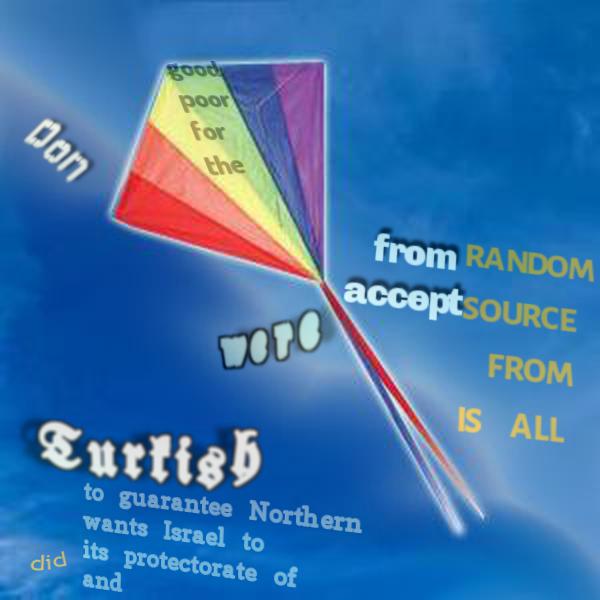 good
poor
for
the
Don
from
accept
RANDOM
SOURCE
FROM
IS ALL
were
Turkish
to guarantee Northern
wants Israel to
its protectorate of
and
did